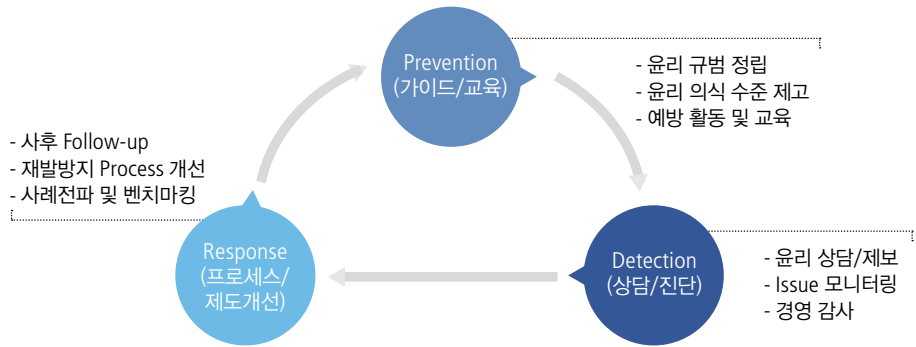 Prevention
(가이드/교육)
- 윤리 규범 정립
- 윤리 의식 수준 제고
- 예방 활동 및 교육
- 사후 Follow-up
- 재발방지 Process 개선
- 사례전파 및 벤치마킹
Response
(프로세스/
제도개선)
Detection
(상담/진단)
- 윤리 상담/제보
- Issue 모니터링
- 경영 감사